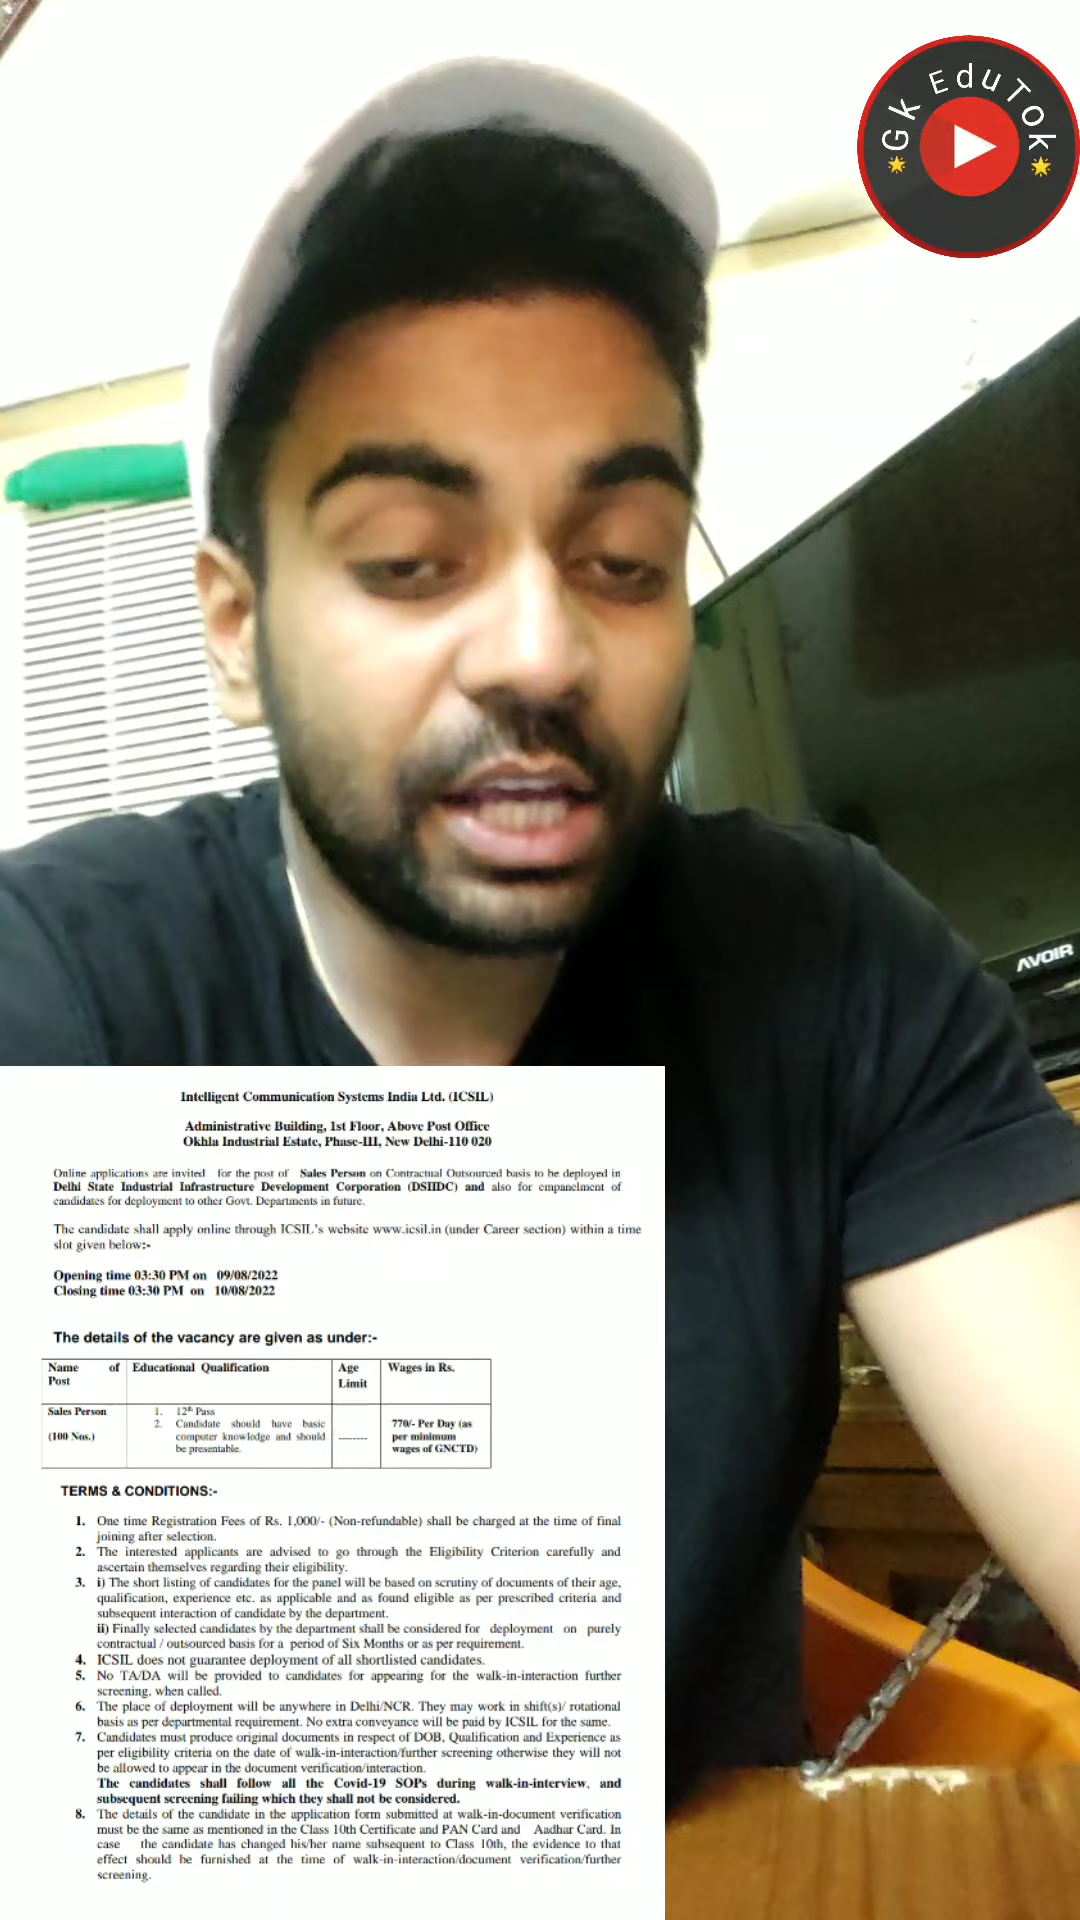 Gk EduTok
AVOIR
Intelligent Communication Systems India Ltd. (ICSIL)
Administrative Building, 1st Floor, Above Post Office
Okhla Industrial Estate, Phase-III, New Delhi-110 020
Online applications are invited for the post of Sales Person on Contractual Outsourced basis to be deployed in
Delhi State Industrial Infrastructure Development Corporation (DSIIDC) and also for empanelment of
candidates for deployment to other Govt. Departments in future.
The candidate shall apply online through ICSIL's website www.icsil.in (under Career section) within a time
slot given below:-
Opening time 03:30 PM on 09/08/2022
Closing time 03:30 PM on 10/08/2022
The details of the vacancy are given as under:-
Name of Educational Qualification Age Wages in Rs.
Post Limit
Sales Person 1. 12th Pass
2. Candidate should have basic 770/- Per Day (as
(100 Nos.) computer knowledge and should -------- per minimum
be presentable. wages of GNCTD)
TERMS & CONDITIONS:-
1. One time Registration Fees of Rs. 1,000/- (Non-refundable) shall be charged at the time of final
joining after selection.
2. The interested applicants are advised to go through the Eligibility Criterion carefully and
ascertain themselves regarding their eligibility.
3. i) The short listing of candidates for the panel will be based on scrutiny of documents of their age,
qualification, experience etc. as applicable and as found eligible as per prescribed criteria and
subsequent interaction of candidate by the department.
ii) Finally selected candidates by the department shall be considered for deployment on purely
contractual / outsourced basis for a period of Six Months or as per requirement.
4. ICSIL does not guarantee deployment of all shortlisted candidates.
5. No TA/DA will be provided to candidates for appearing for the walk-in-interaction further
screening, when called.
6. The place of deployment will be anywhere in Delhi/NCR. They may work in shift(s)/ rotational
basis as per departmental requirement. No extra conveyance will be paid by ICSIL for the same.
7. Candidates must produce original documents in respect of DOB, Qualification and Experience as
per eligibility criteria on the date of walk-in-interaction/further screening otherwise they will not
be allowed to appear in the document verification/interaction.
The candidates shall follow all the Covid-19 SOPs during walk-in-interview, and
subsequent screening failing which they shall not be considered.
8. The details of the candidate in the application form submitted at walk-in-document verification
must be the same as mentioned in the Class 10th Certificate and PAN Card and Aadhar Card. In
case the candidate has changed his/her name subsequent to Class 10th, the evidence to that
effect should be furnished at the time of walk-in-interaction/document verification/further
screening.